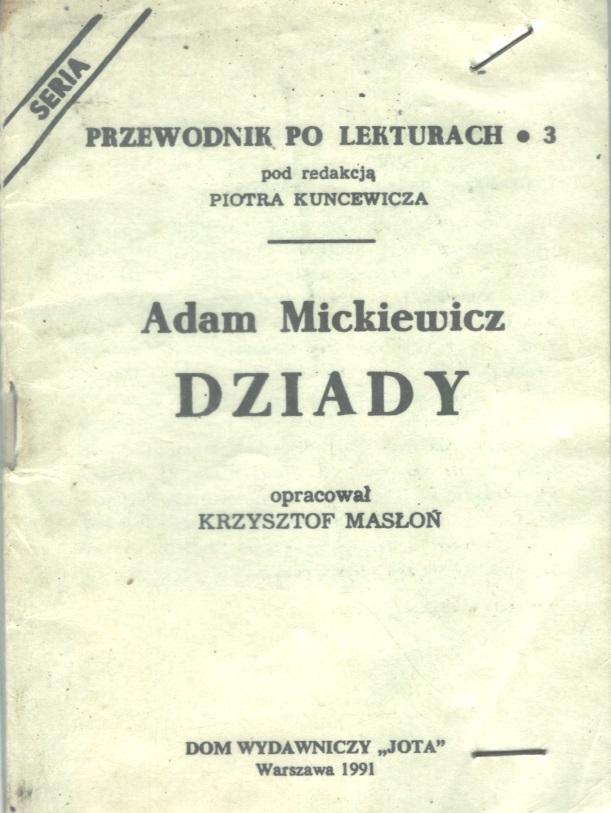 SERIA
PRZEWODNIK PO LEKTURACH • 3
pod redakcją
PIOTRA KUNCEWICZA
Adam Mickiewicz
DZIADY
opracował
KRZYSZTOF MASŁOŃ
DOM WYDAWNICZY „JOTA”
Warszawa 1991